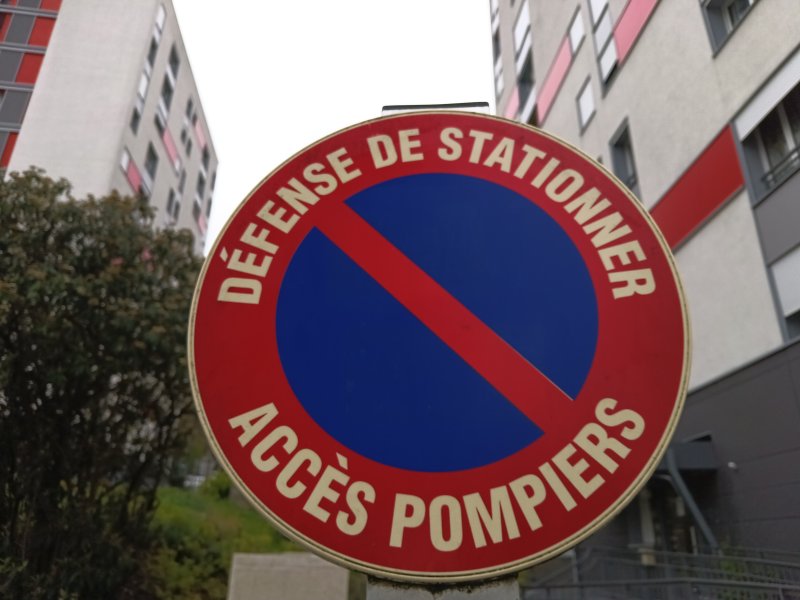 DÉFENSE DE STATIONNER
ACCÈS POMPIERS